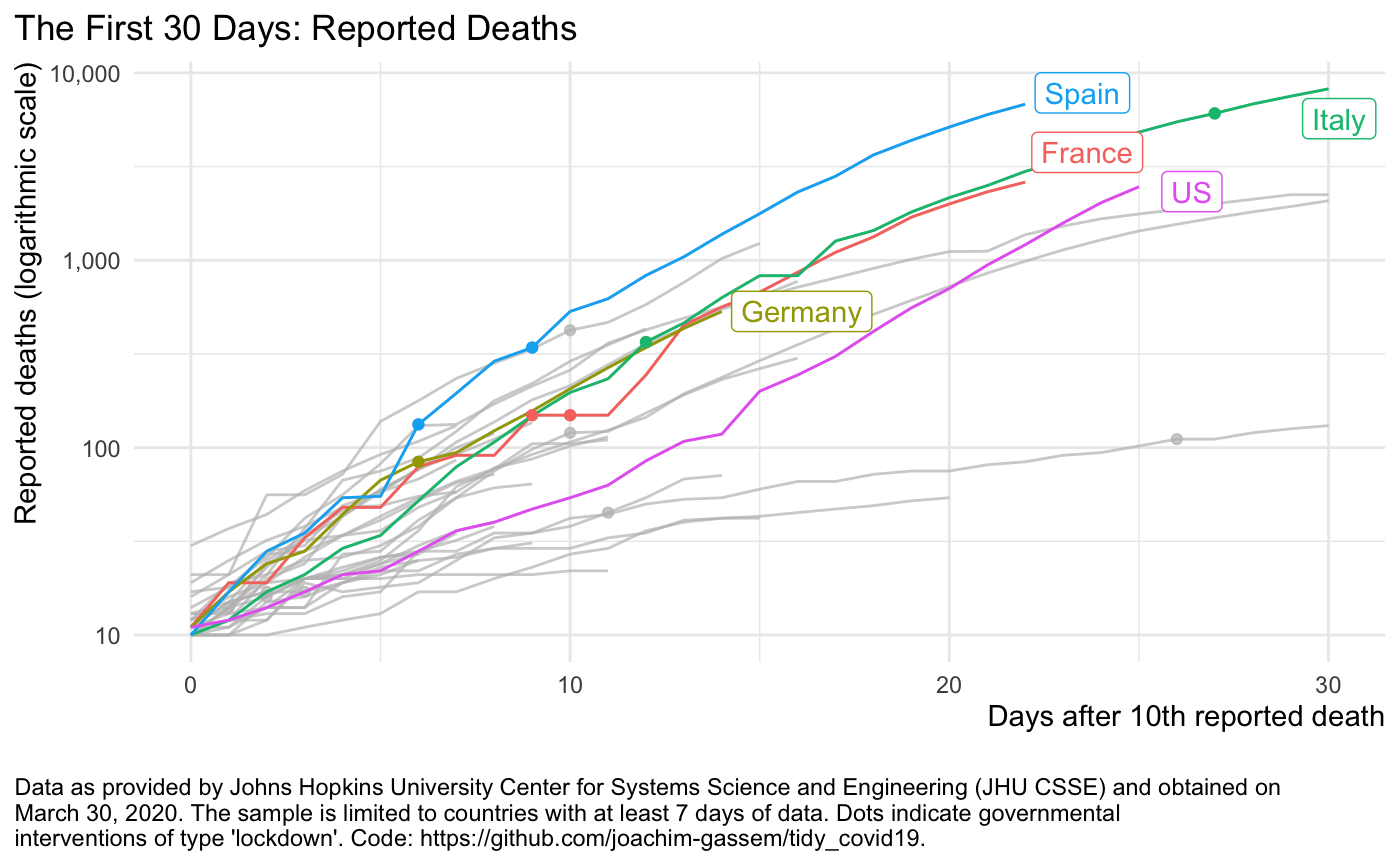 The First 30 Days: Reported Deaths
Reported deaths (logarithmic scale)
10,000
1,000
100
10
Spain
Italy
France
US
Germany
0
10
20
30
Days after 10th reported death
Data as provided by Johns Hopkins University Center for Systems Science and Engineering (JHU CSSE) and obtained on
March 30, 2020. The sample is limited to countries with at least 7 days of data. Dots indicate governmental
interventions of type 'lockdown'. Code: https://github.com/joachim-gassem/tidy_covid19.